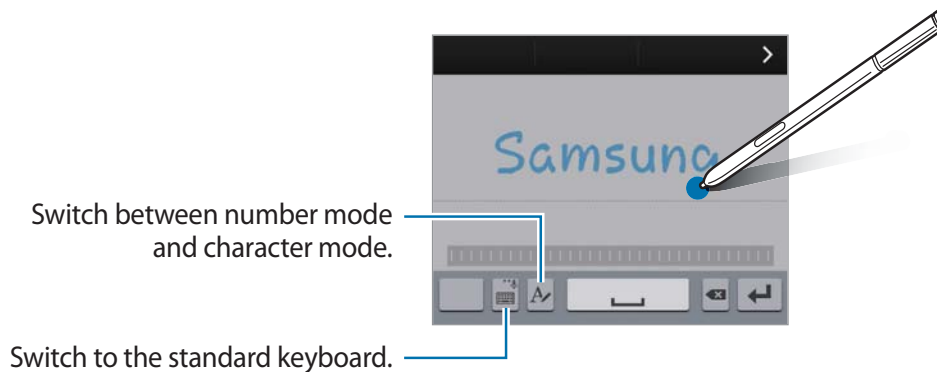 Samsung
Switch between number mode
and character mode.
Switch to the standard keyboard.